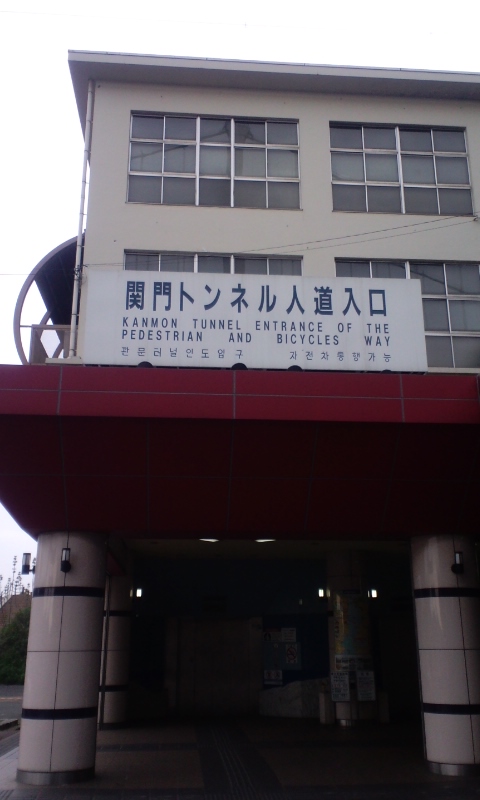 関門トンネル人道入口
KANMON TUNNEL ENTRANCE OF THE
PEDESTRIAN AND BICYCLES WAY
관문터널인도입구 자전차통행가능